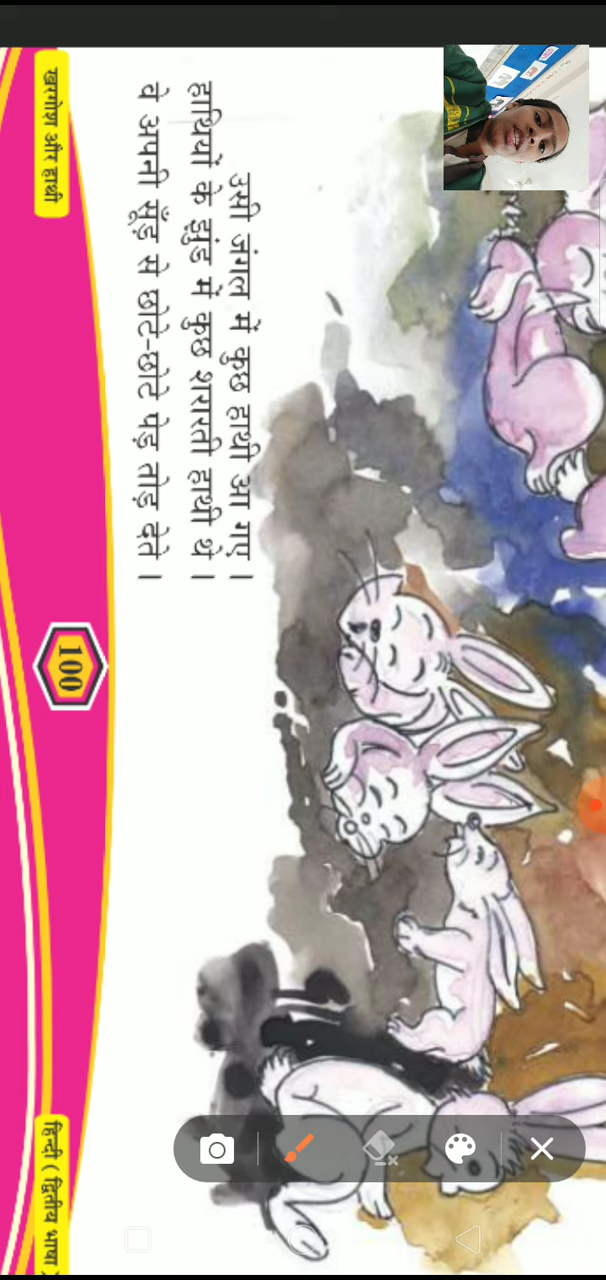 उसी जंगल में कुछ हाथी आ गए ।
हाथियों के झुंड में कुछ शरारती हाथी थे ।
वे अपनी सूँड़ से छोटे-छोटे पेड़ तोड़ देते ।
खरगोश और हाथी
100
हिन्दी ( द्वितीय भाषा )